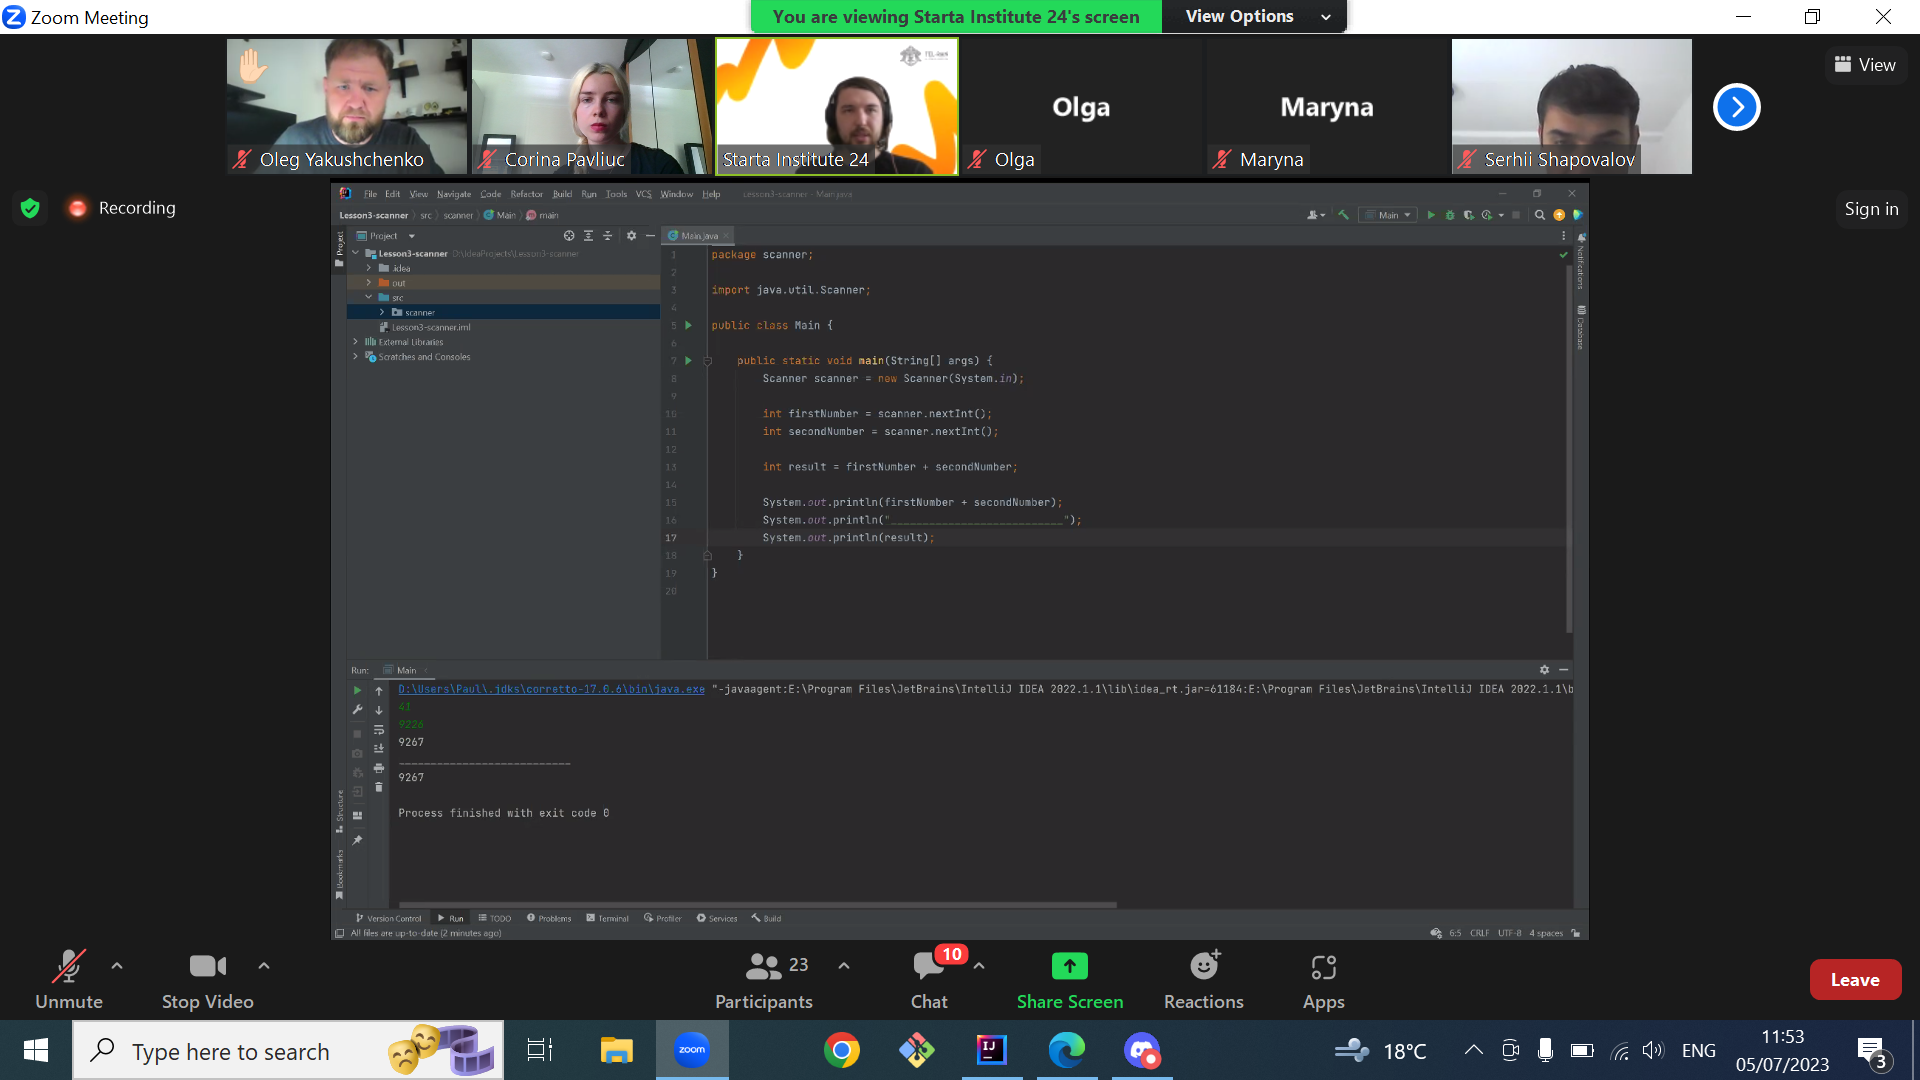 Zoom Meeting
You are viewing Starta Institute 24's screen
View Options
View
Oleg Yakushchenko
Corina Pavliuc
Starta Institute 24
Olga
Olga
Maryna
Maryna
Serhii Shapovalov
Recording
Sign in
File Edit View Navigate Code Refactor Build Run Tools VCS Window Help Lesson3-scanner - Main.java
Lesson3-scanner src scanner Main main
Main
Project
Project
Main.java
Lesson3-scanner D:\IdeaProjects\Lesson3-scanner
.idea
out
src
scanner
Lesson3-scanner.iml
External Libraries
Scratches and Consoles
Notifications
Database
1 package scanner;
2
3 import java.util.Scanner;
4
5 public class Main {
6
7 public static void main(String[] args) {
8 Scanner scanner = new Scanner(System.in);
9
10 int firstNumber = scanner.nextInt();
11 int secondNumber = scanner.nextInt();
12
13 int result = firstNumber + secondNumber;
14
15 System.out.println(firstNumber + secondNumber);
16 System.out.println("___________________________");
17 System.out.println(result);
18 }
19 }
20
Run: Main
D:\Users\Paul\.jdks\corretto-17.0.6\bin\java.exe "-javaagent:E:\Program Files\JetBrains\IntelliJ IDEA 2022.1.1\lib\idea_rt.jar=61184:E:\Program Files\JetBrains\IntelliJ IDEA 2022.1.1\b
41
9226
9267
___________________________
9267
Process finished with exit code 0
Structure
Bookmarks
Version Control Run TODO Problems Terminal Profiler Services Build
All files are up-to-date (2 minutes ago)
6:5 CRLF UTF-8 4 spaces
Unmute
Stop Video
23
Participants
10
Chat
Share Screen
Reactions
Apps
Leave
Type here to search
zoom
IJ
18°C
ENG
11:53
05/07/2023
3